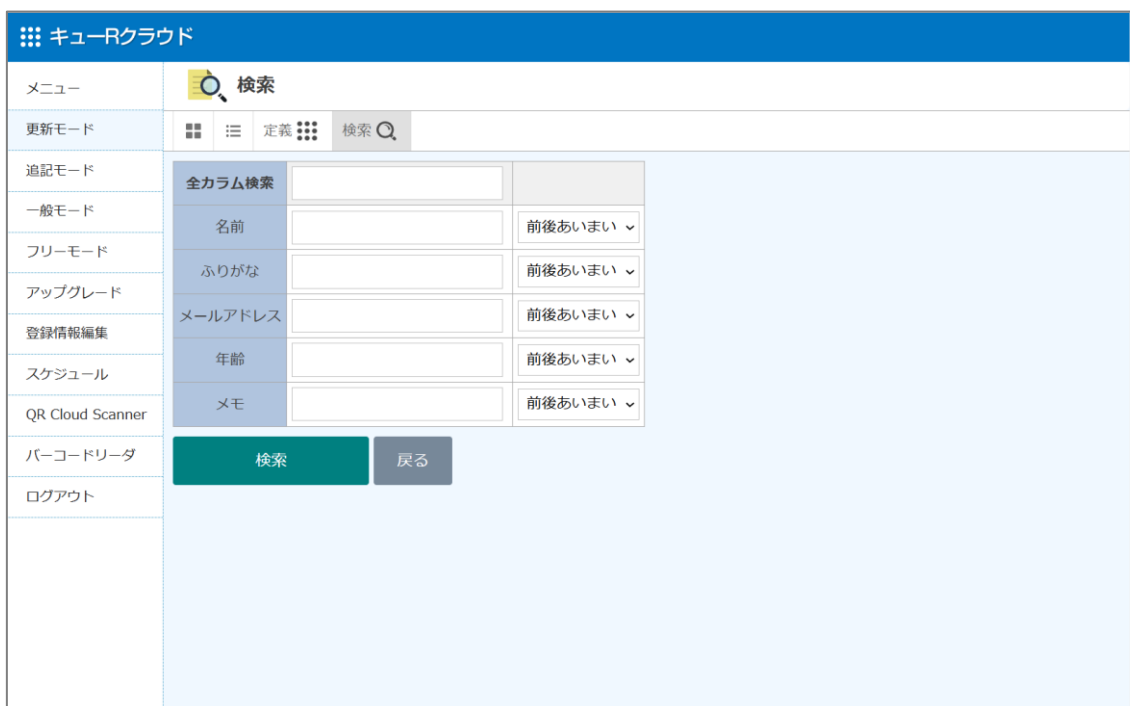 キューRクラウド
メニュー
更新モード
追記モード
一般モード
フリーモード
アップグレード
登録情報編集
スケジュール
QR Cloud Scanner
バーコードリーダ
ログアウト
検索
定義 検索
全カラム検索
名前 前後あいまい
ふりがな 前後あいまい
メールアドレス 前後あいまい
年齢 前後あいまい
メモ 前後あいまい
検索 戻る